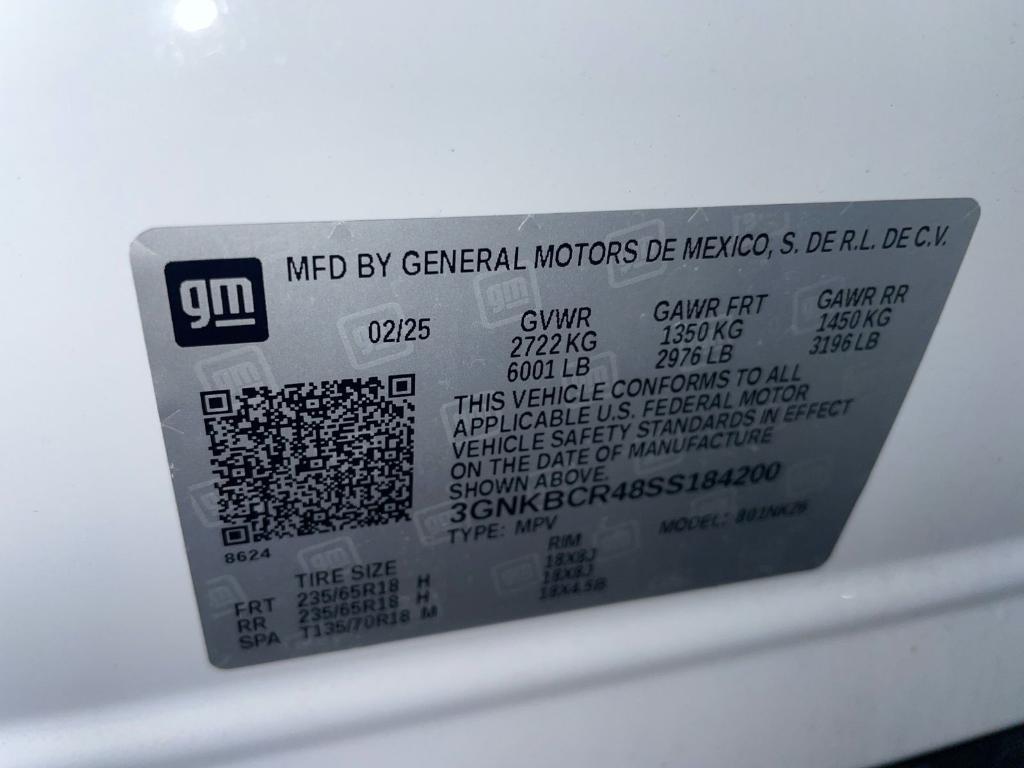 gm
MFD BY GENERAL MOTORS DE MEXICO, S. DE R.L. DE C.V.
02/25
GVWR
2722 KG
6001 LB
GAWR FRT
1350 KG
2976 LB
GAWR RR
1450 KG
3196 LB
THIS VEHICLE CONFORMS TO ALL
APPLICABLE U.S. FEDERAL MOTOR
VEHICLE SAFETY STANDARDS IN EFFECT
ON THE DATE OF MANUFACTURE
SHOWN ABOVE.
3GNKBCR48SS184200
TYPE: MPV MODEL: 801NK26
8624
TIRE SIZE RIM
FRT 235/65R18 H 18X8J
RR 235/65R18 H 18X8J
SPA T135/70R18 M 18X4.5B